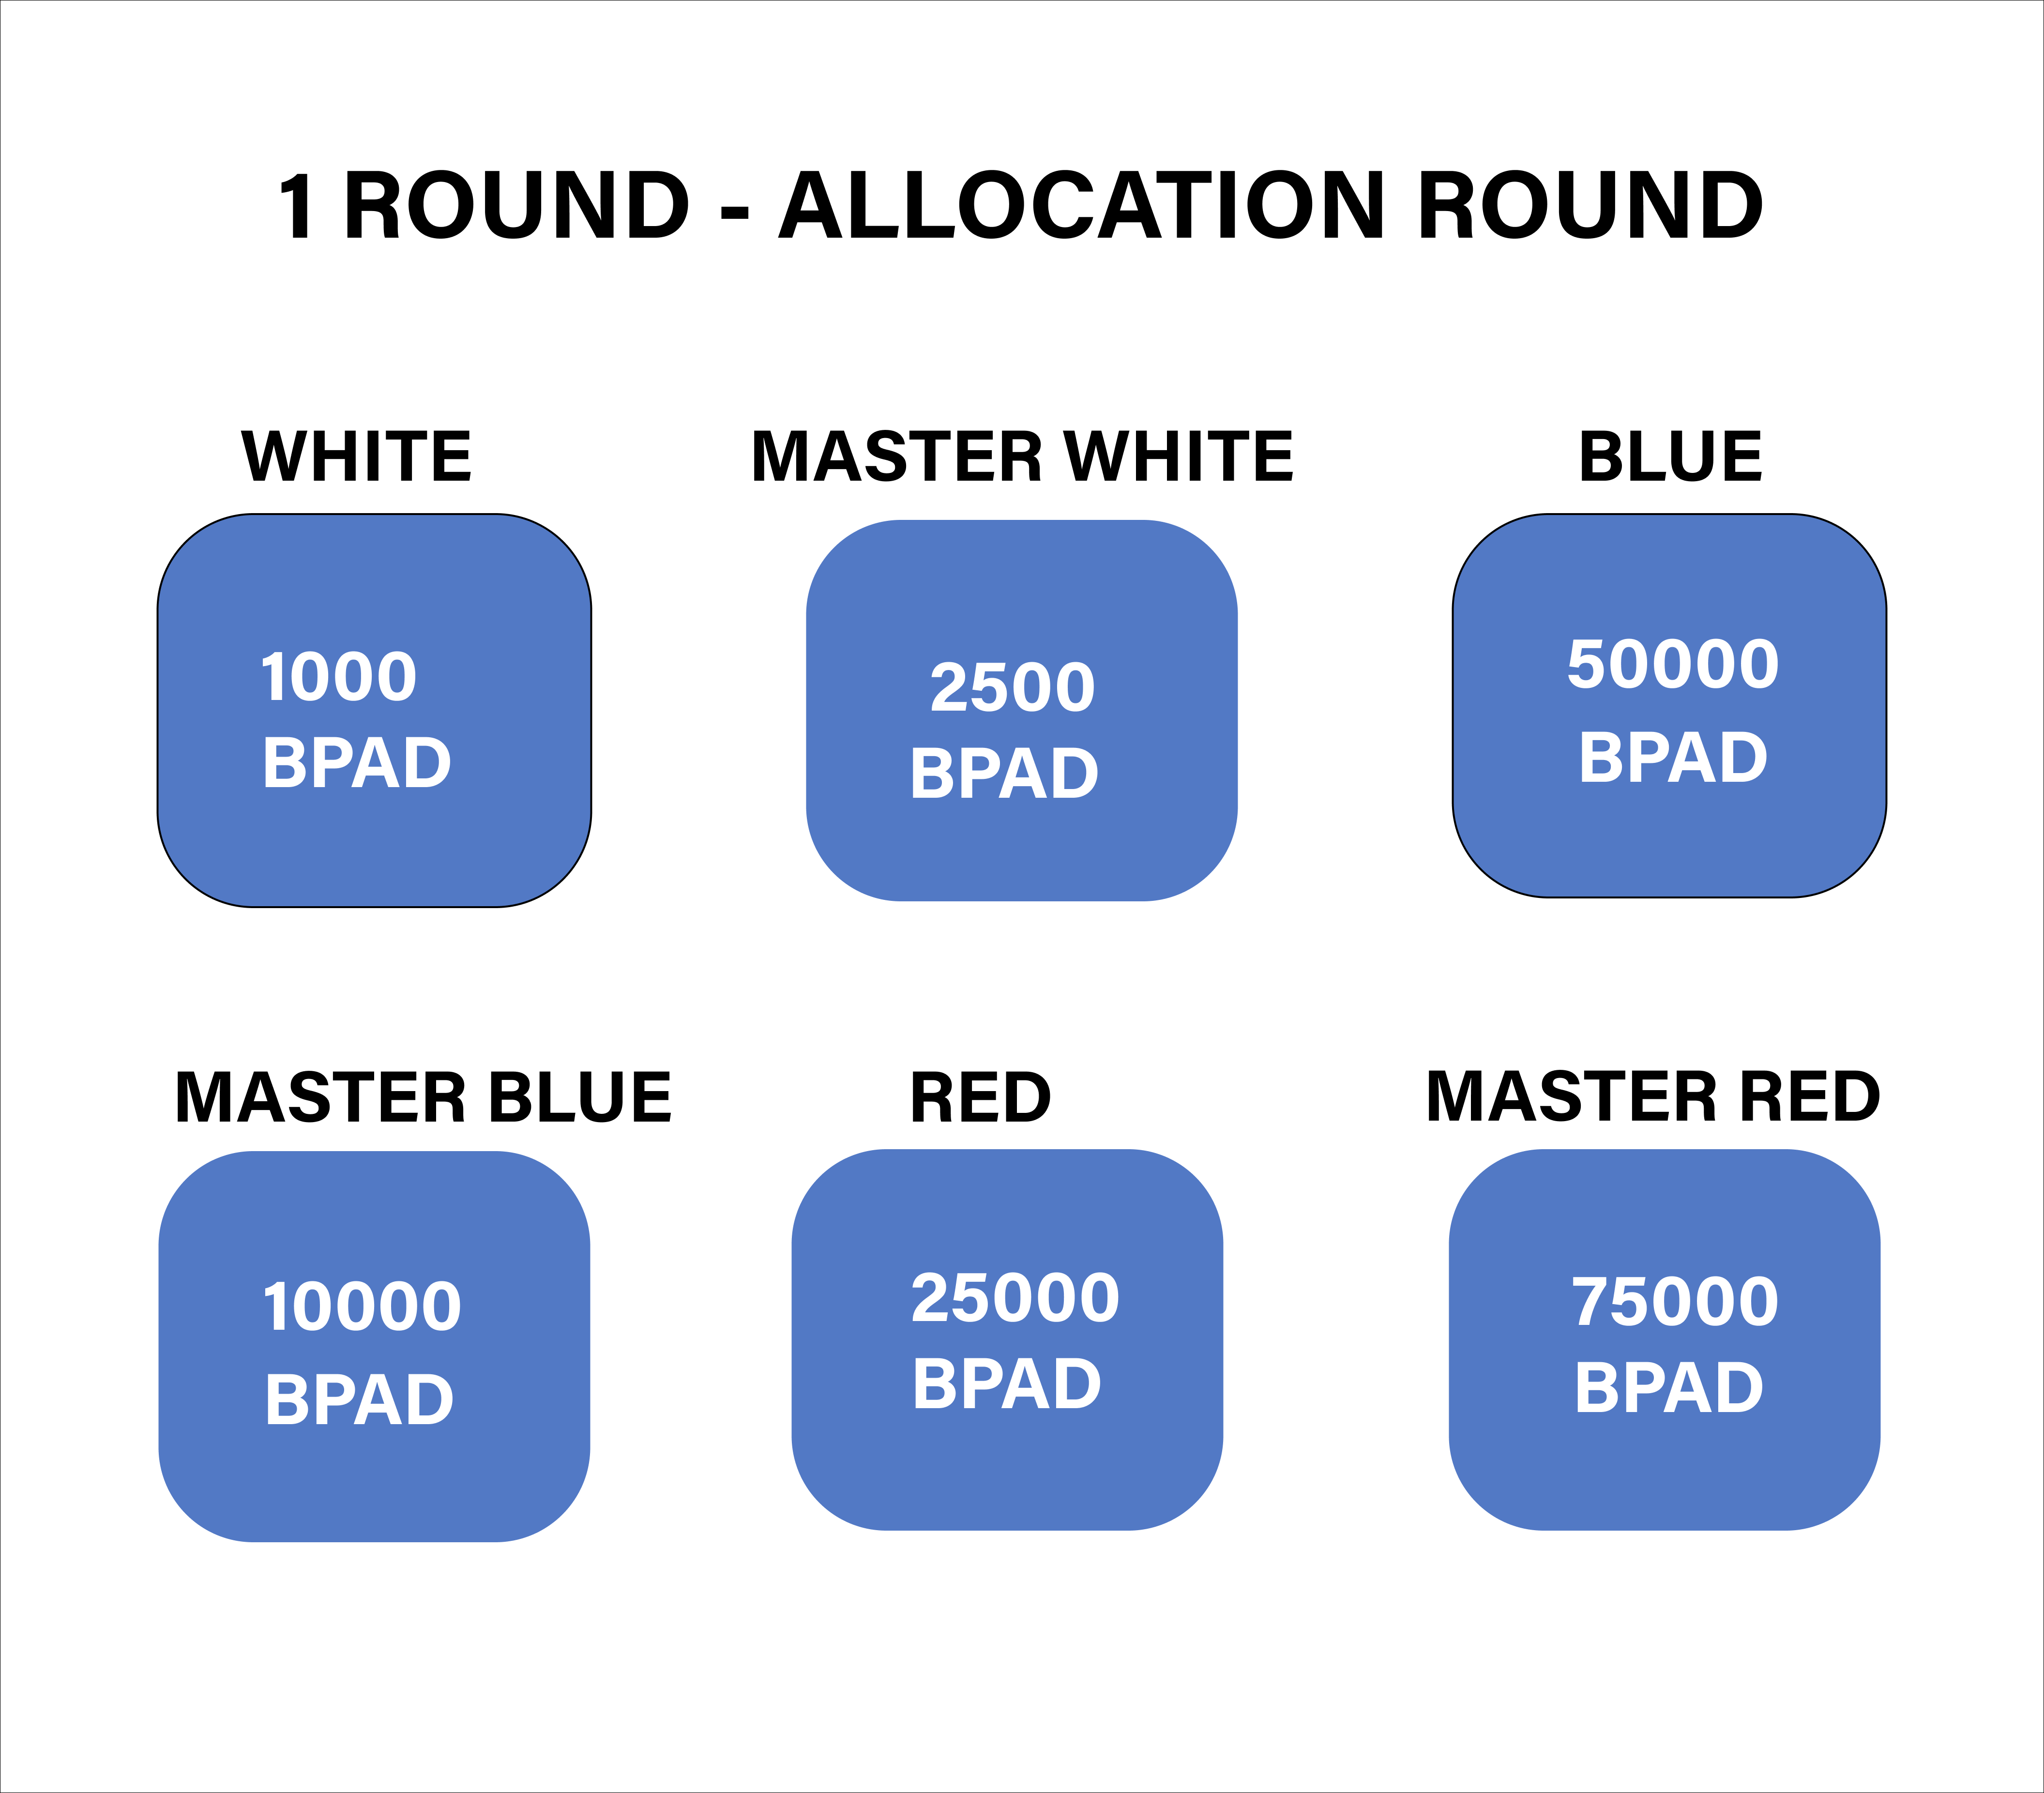 1 ROUND - ALLOCATION ROUND
WHITE
1000
BPAD
MASTER WHITE
2500
BPAD
BLUE
50000
BPAD
MASTER BLUE
10000
BPAD
RED
25000
BPAD
MASTER RED
75000
BPAD